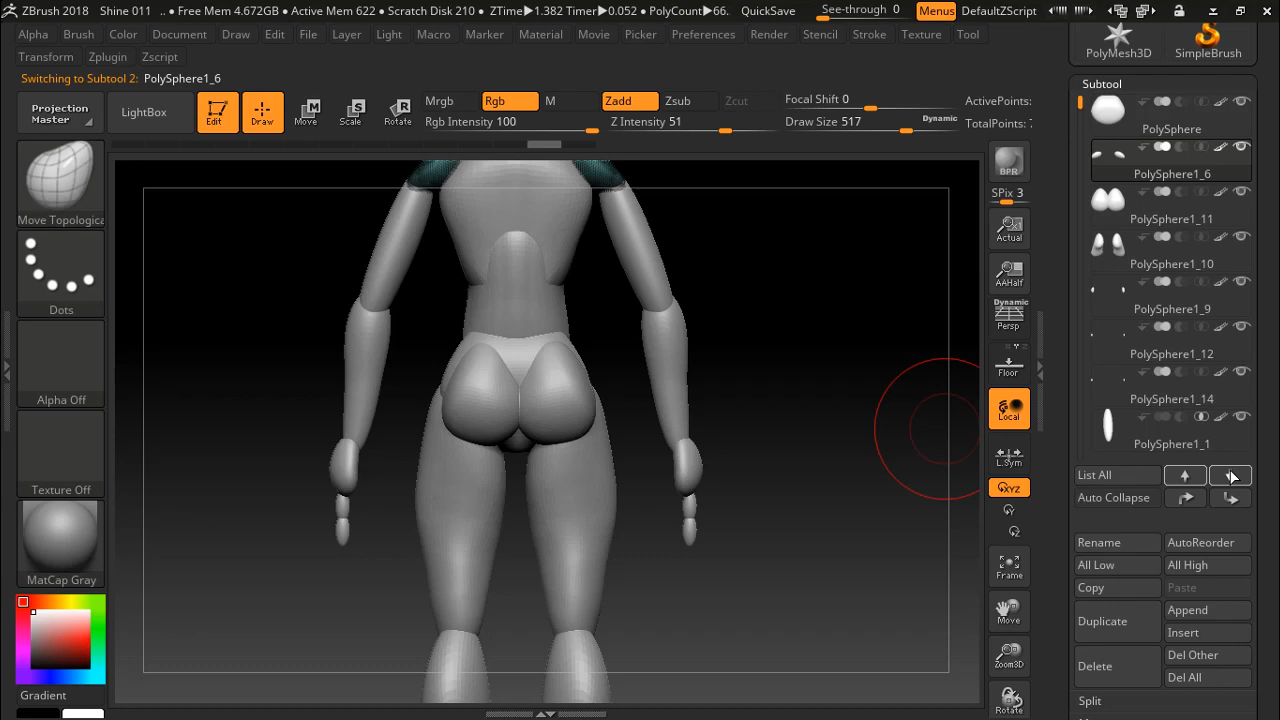 ZBrush 2018 Shine 011 ... • Free Mem 4.672GB • Active Mem 622 • Scratch Disk 210 • ZTime▶1.382 Timer▶0.052 • PolyCount▶66.. QuickSave See-through 0 Menus DefaultZScript
Alpha Brush Color Document Draw Edit File Layer Light Macro Marker Material Movie Picker Preferences Render Stencil Stroke Texture Tool
Transform Zplugin Zscript
Switching to Subtool 2: PolySphere1_6
PolyMesh3D SimpleBrush
Subtool
Projection Master
LightBox
Edit Draw Move Scale Rotate
Mrgb Rgb M
Rgb Intensity 100
Zadd Zsub Zcut
Z Intensity 51
Focal Shift 0
Draw Size 517 Dynamic
ActivePoints:
TotalPoints: 7
Move Topologica
Dots
Alpha Off
Texture Off
MatCap Gray
Gradient
BPR
SPix 3
Actual
AAHalf
Dynamic
Persp
Floor
Local
L.Sym
XYZ
Y
Z
Frame
Move
Zoom3D
Rotate
PolySphere
PolySphere1_6
PolySphere1_11
PolySphere1_10
PolySphere1_9
PolySphere1_12
PolySphere1_14
PolySphere1_1
List All
Auto Collapse
Rename AutoReorder
All Low All High
Copy Paste
Duplicate Append
Insert
Delete Del Other
Del All
Split